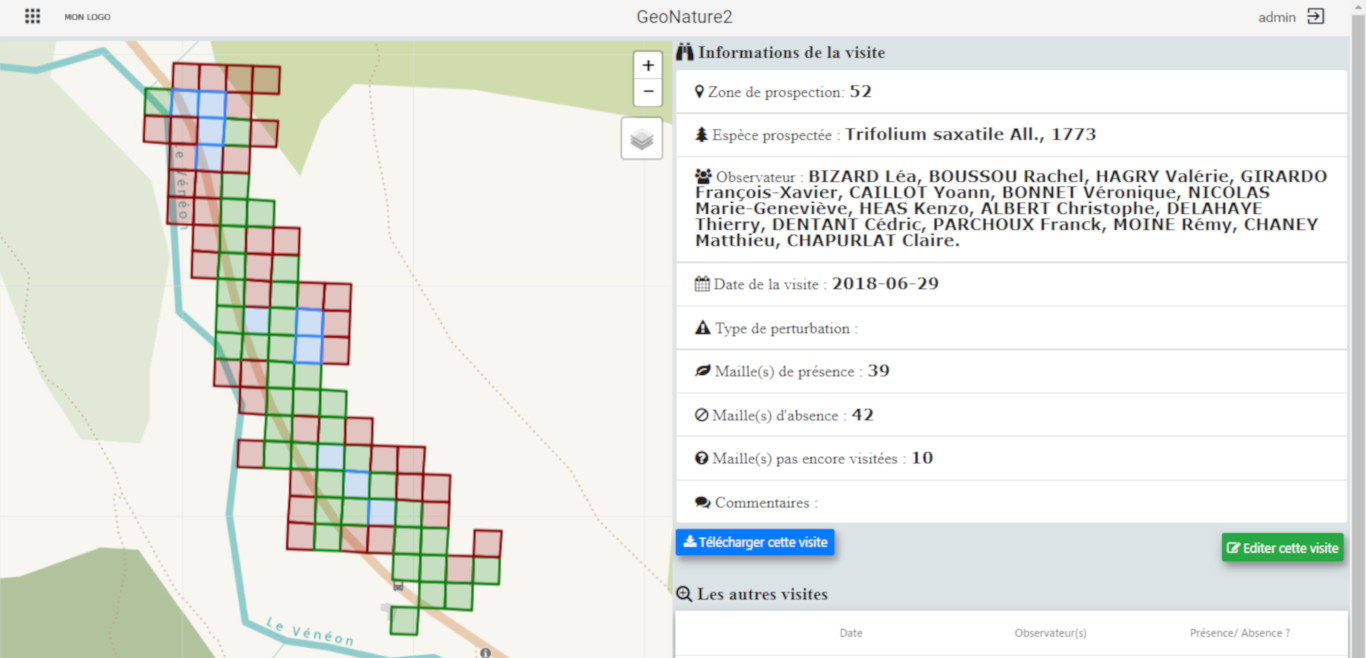 MON LOGO
GeoNature2
admin
+
−
Le Vénéon
Le Vénéon
Informations de la visite
Zone de prospection: 52
Espèce prospectée : Trifolium saxatile All., 1773
Observateur : BIZARD Léa, BOUSSOU Rachel, HAGRY Valérie, GIRARDO
François-Xavier, CAILLOT Yoann, BONNET Véronique, NICOLAS
Marie-Geneviève, HEAS Kenzo, ALBERT Christophe, DELAHAYE
Thierry, DENTANT Cédric, PARCHOUX Franck, MOINE Rémy, CHANEY
Matthieu, CHAPURLAT Claire.
Date de la visite : 2018-06-29
Type de perturbation :
Maille(s) de présence : 39
Maille(s) d'absence : 42
Maille(s) pas encore visitées : 10
Commentaires :
Télécharger cette visite
Editer cette visite
Les autres visites
Date Observateur(s) Présence/ Absence ?